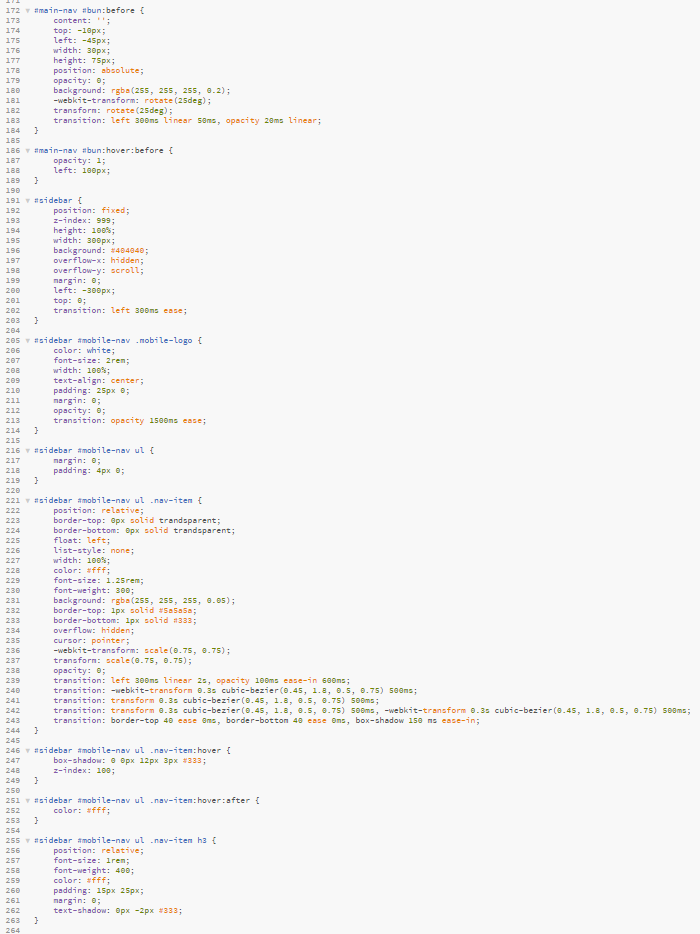 171
172 #main-nav #bun:before {
173 content: '';
174 top: -10px;
175 left: -45px;
176 width: 30px;
177 height: 75px;
178 position: absolute;
179 opacity: 0;
180 background: rgba(255, 255, 255, 0.2);
181 -webkit-transform: rotate(25deg);
182 transform: rotate(25deg);
183 transition: left 300ms linear 50ms, opacity 20ms linear;
184 }
185
186 #main-nav #bun:hover:before {
187 opacity: 1;
188 left: 100px;
189 }
190
191 #sidebar {
192 position: fixed;
193 z-index: 999;
194 height: 100%;
195 width: 300px;
196 background: #404040;
197 overflow-x: hidden;
198 overflow-y: scroll;
199 margin: 0;
200 left: -300px;
201 top: 0;
202 transition: left 300ms ease;
203 }
204
205 #sidebar #mobile-nav .mobile-logo {
206 color: white;
207 font-size: 2rem;
208 width: 100%;
209 text-align: center;
210 padding: 25px 0;
211 margin: 0;
212 opacity: 0;
213 transition: opacity 1500ms ease;
214 }
215
216 #sidebar #mobile-nav ul {
217 margin: 0;
218 padding: 4px 0;
219 }
220
221 #sidebar #mobile-nav ul .nav-item {
222 position: relative;
223 border-top: 0px solid trandsparent;
224 border-bottom: 0px solid trandsparent;
225 float: left;
226 list-style: none;
227 width: 100%;
228 color: #fff;
229 font-size: 1.25rem;
230 font-weight: 300;
231 background: rgba(255, 255, 255, 0.05);
232 border-top: 1px solid #5a5a5a;
233 border-bottom: 1px solid #333;
234 overflow: hidden;
235 cursor: pointer;
236 -webkit-transform: scale(0.75, 0.75);
237 transform: scale(0.75, 0.75);
238 opacity: 0;
239 transition: left 300ms linear 2s, opacity 100ms ease-in 600ms;
240 transition: -webkit-transform 0.3s cubic-bezier(0.45, 1.8, 0.5, 0.75) 500ms;
241 transition: transform 0.3s cubic-bezier(0.45, 1.8, 0.5, 0.75) 500ms;
242 transition: transform 0.3s cubic-bezier(0.45, 1.8, 0.5, 0.75) 500ms, -webkit-transform 0.3s cubic-bezier(0.45, 1.8, 0.5, 0.75) 500ms;
243 transition: border-top 40 ease 0ms, border-bottom 40 ease 0ms, box-shadow 150 ms ease-in;
244 }
245
246 #sidebar #mobile-nav ul .nav-item:hover {
247 box-shadow: 0 0px 12px 3px #333;
248 z-index: 100;
249 }
250
251 #sidebar #mobile-nav ul .nav-item:hover:after {
252 color: #fff;
253 }
254
255 #sidebar #mobile-nav ul .nav-item h3 {
256 position: relative;
257 font-size: 1rem;
258 font-weight: 400;
259 color: #fff;
260 padding: 15px 25px;
261 margin: 0;
262 text-shadow: 0px -2px #333;
263 }
264